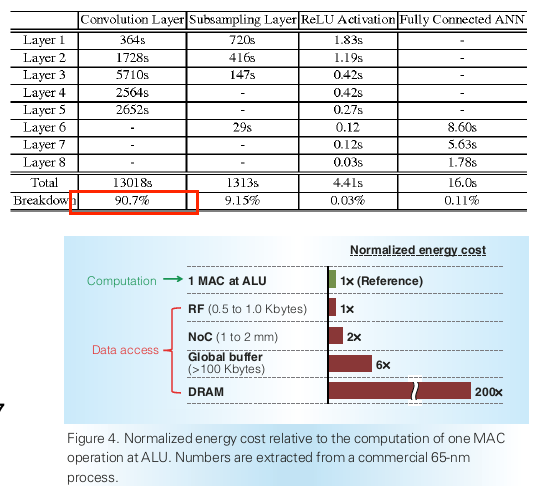 Convolution Layer Subsampling Layer ReLU Activation Fully Connected ANN
Layer 1 364s 720s 1.83s -
Layer 2 1728s 416s 1.19s -
Layer 3 5710s 147s 0.42s -
Layer 4 2564s - 0.42s -
Layer 5 2652s - 0.27s -
Layer 6 - 29s 0.12 8.60s
Layer 7 - - 0.12s 5.63s
Layer 8 - - 0.03s 1.78s
Total 13018s 1313s 4.41s 16.0s
Breakdown 90.7% 9.15% 0.03% 0.11%
Normalized energy cost
Computation 1 MAC at ALU 1× (Reference)
RF (0.5 to 1.0 Kbytes) 1×
NoC (1 to 2 mm) 2×
Data access
Global buffer
(>100 Kbytes) 6×
DRAM 200×
Figure 4. Normalized energy cost relative to the computation of one MAC
operation at ALU. Numbers are extracted from a commercial 65-nm
process.